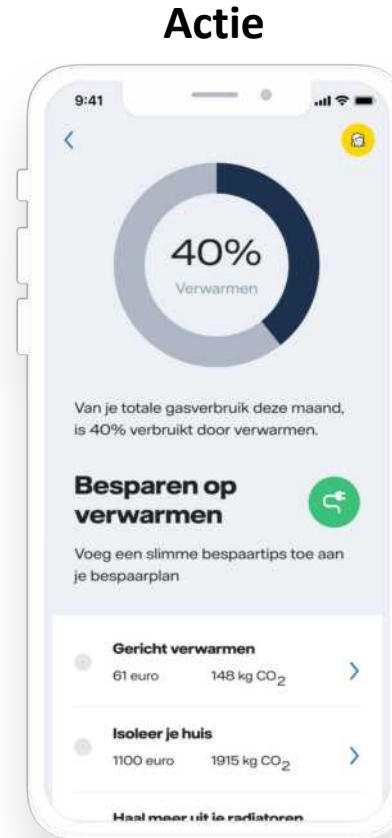 Actie
9:41
40%
Verwarmen
Van je totale gasverbruik deze maand,
is 40% verbruikt door verwarmen.
Besparen op
verwarmen
Voeg een slimme bespaartips toe aan
je bespaarplan
Gericht verwarmen
61 euro 148 kg CO2
Isoleer je huis
1100 euro 1915 kg CO2
Haal meer uit je radiatoren